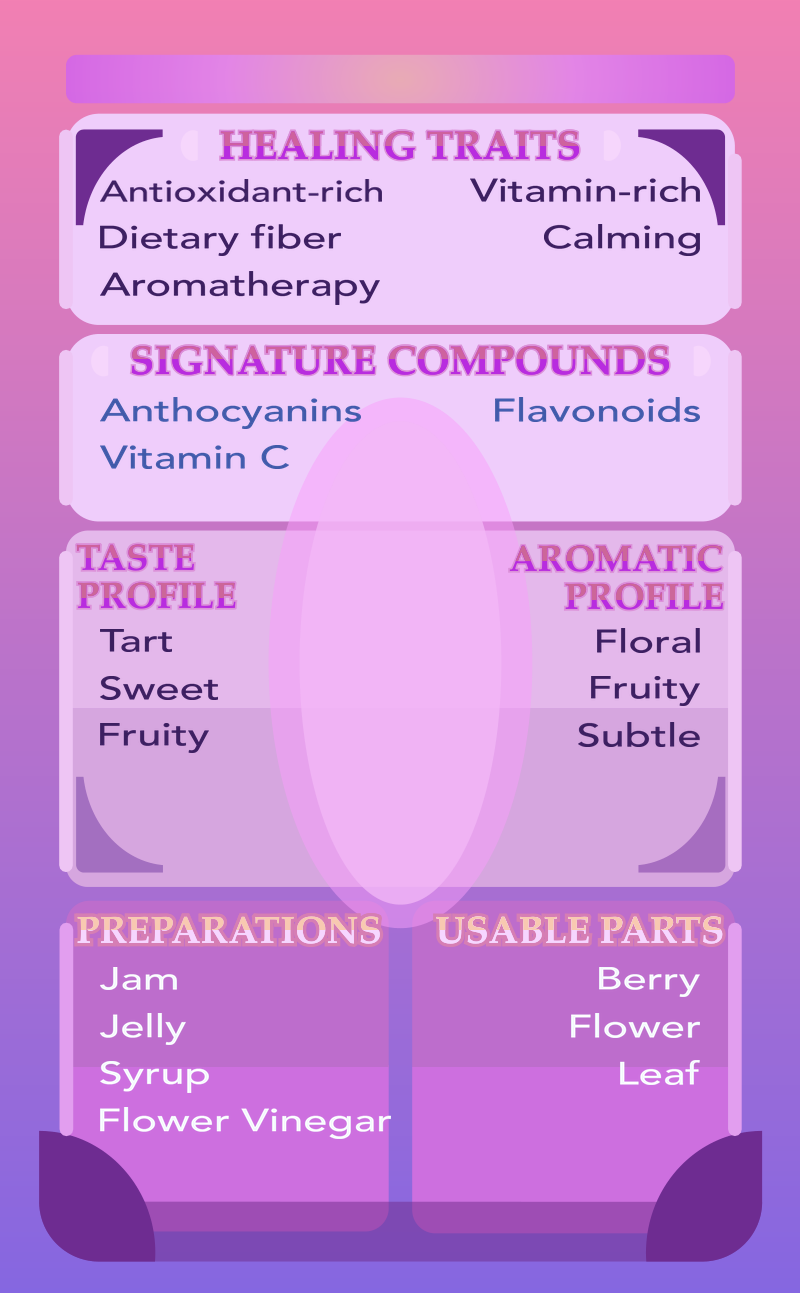 HEALING TRAITS
Antioxidant-rich
Vitamin-rich
Dietary fiber
Calming
Aromatherapy
SIGNATURE COMPOUNDS
Anthocyanins
Flavonoids
Vitamin C
TASTE
PROFILE
Tart
Sweet
Fruity
AROMATIC
PROFILE
Floral
Fruity
Subtle
PREPARATIONS
Jam
Jelly
Syrup
Flower Vinegar
USABLE PARTS
Berry
Flower
Leaf